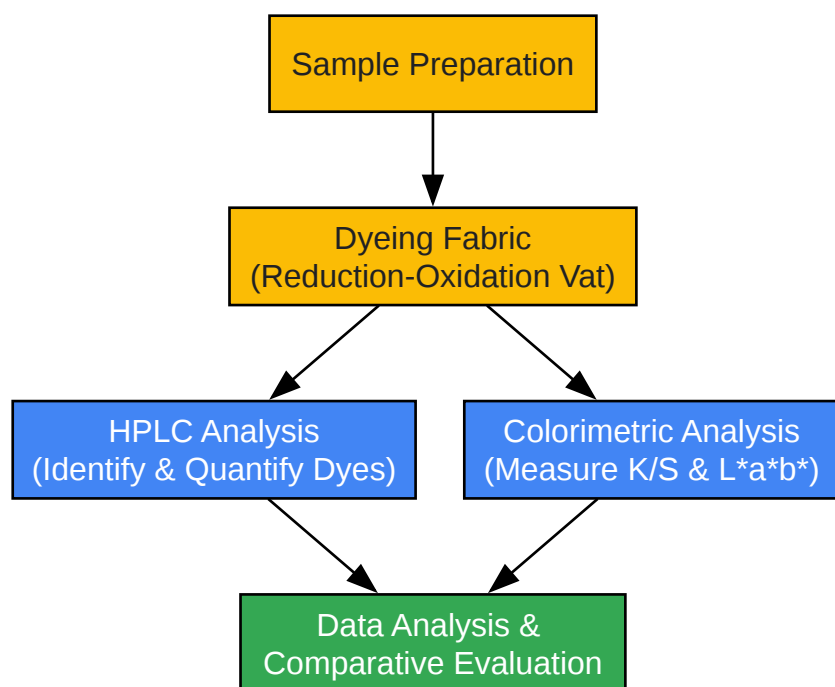 Sample Preparation
Dyeing Fabric
(Reduction-Oxidation Vat)
HPLC Analysis
(Identify & Quantify Dyes)
Colorimetric Analysis
(Measure K/S & L*a*b*)
Data Analysis &
Comparative Evaluation